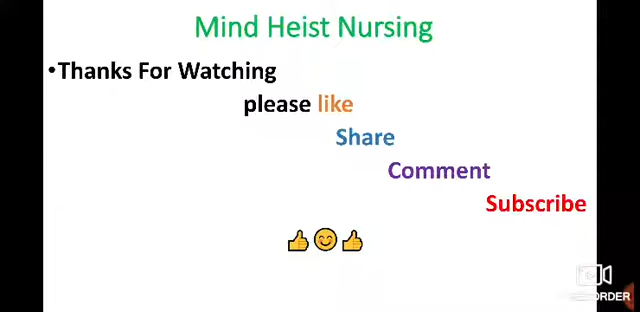 Mind Heist Nursing
•Thanks For Watching
please like
Share
Comment
Subscribe